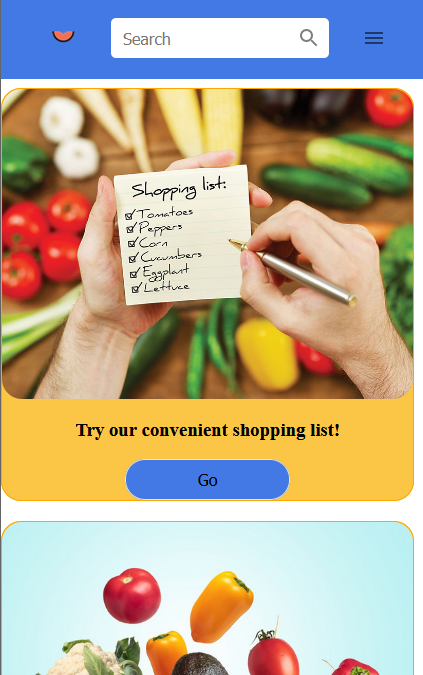 Search
Shopping list:
Tomatoes
Peppers
Corn
Cucumbers
Eggplant
Lettuce
Try our convenient shopping list!
Go